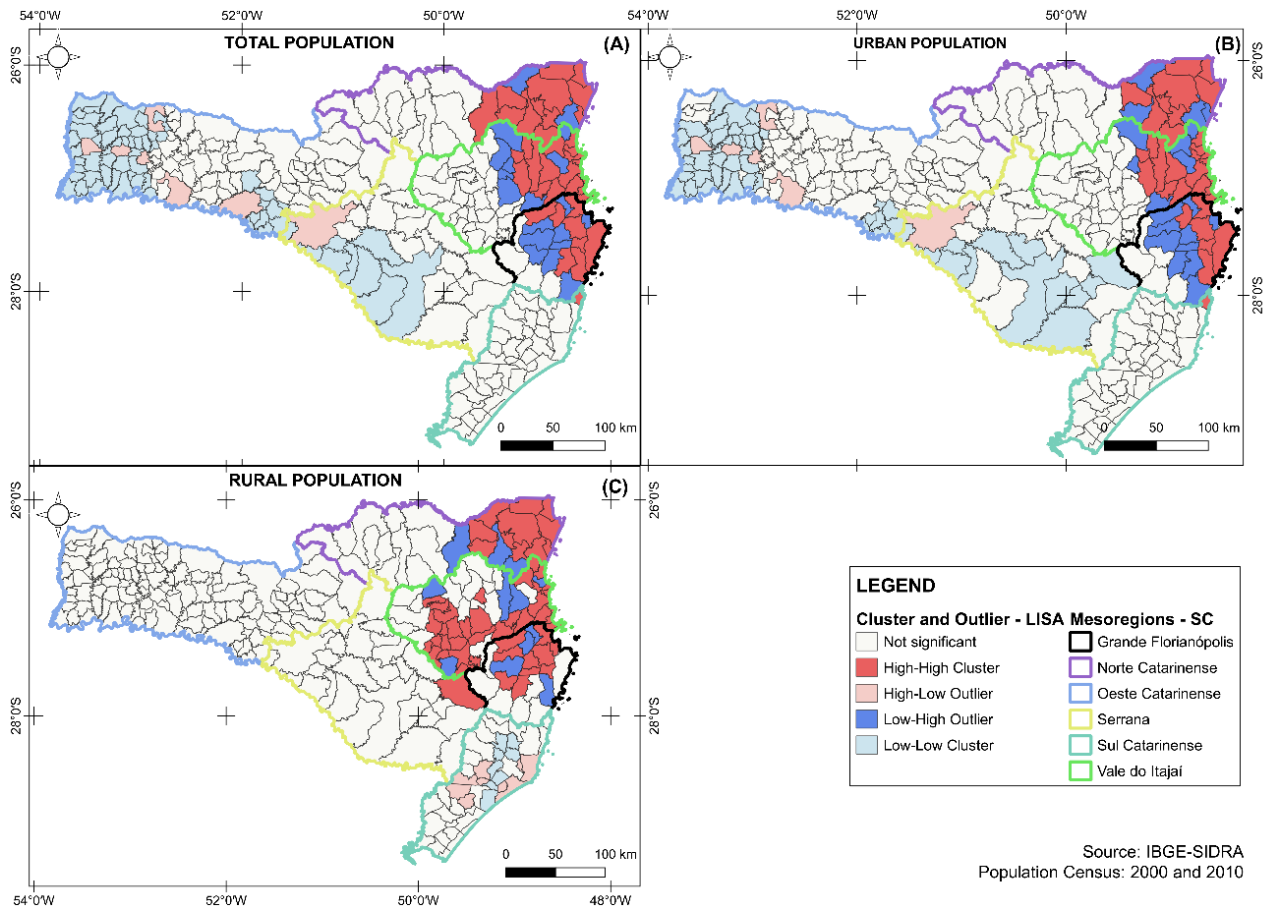 54°0'W 52°0'W 50°0'W 54°0'W 52°0'W 50°0'W
TOTAL POPULATION (A)
URBAN POPULATION (B)
26°0'S 26°0'S
28°0'S 28°0'S
0 50 100 km
0 50 100 km
RURAL POPULATION (C)
26°0'S 26°0'S
28°0'S 28°0'S
0 50 100 km
54°0'W 52°0'W 50°0'W 48°0'W
LEGEND
Cluster and Outlier - LISA Mesoregions - SC
Not significant Grande Florianópolis
High-High Cluster Norte Catarinense
High-Low Outlier Oeste Catarinense
Low-High Outlier Serrana
Low-Low Cluster Sul Catarinense
Vale do Itajaí
Source: IBGE-SIDRA
Population Census: 2000 and 2010